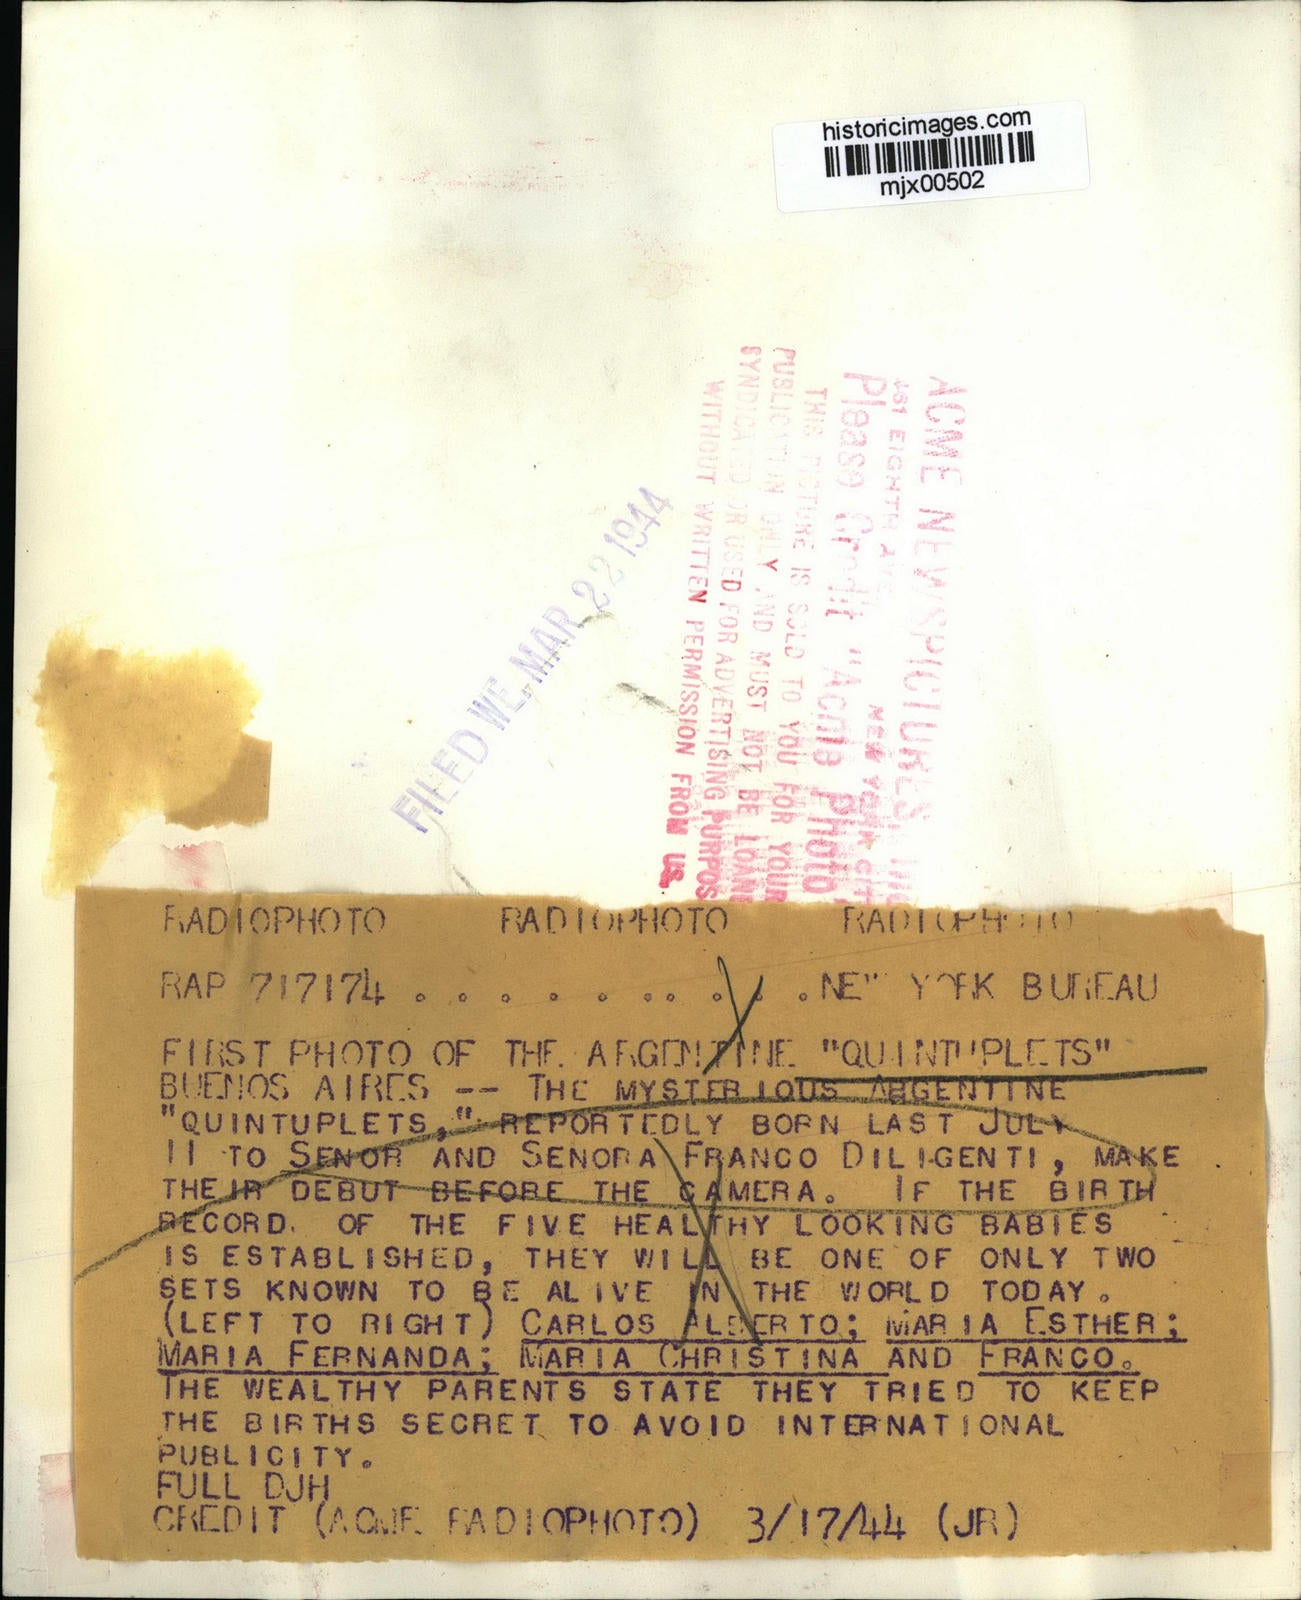 historicimages.com
mjx00502
ACME NEWSPICTURES,
461 EIGHTH AVE NEW YORK CIT
Please Credit "Acme Photo"
THIS PICTURE IS SOLD TO YOU FOR YOUR
PUBLICATION ONLY AND MUST NOT BE LOANE
SYNDICATED OR USED FOR ADVERTISING PURPOS
WITHOUT WRITTEN PERMISSION FROM US.
FILED WE. MAR 22 1944
RADIOPHOTO RADIOPHOTO RADIOPHOTO
RAP 717174 . . . . . . . . . . . NEW YORK BUREAU
FIRST PHOTO OF THE ARGENTINE "QUINTUPLETS"
BUENOS AIRES -- THE MYSTERIOUS ARGENTINE
"QUINTUPLETS," REPORTEDLY BORN LAST JULY
11 TO SENOR AND SENORA FRANCO DILIGENTI, MAKE
THEIR DEBUT BEFORE THE CAMERA. IF THE BIRTH
RECORD. OF THE FIVE HEALTHY LOOKING BABIES
IS ESTABLISHED, THEY WILL BE ONE OF ONLY TWO
SETS KNOWN TO BE ALIVE IN THE WORLD TODAY.
(LEFT TO RIGHT) CARLOS ALBERTO; MARIA ESTHER;
MARIA FERNANDA; MARIA CHRISTINA AND FRANCO.
THE WEALTHY PARENTS STATE THEY TRIED TO KEEP
THE BIRTHS SECRET TO AVOID INTERNATIONAL
PUBLICITY.
FULL DJH
CREDIT (ACME RADIOPHOTO) 3/17/44 (JR)